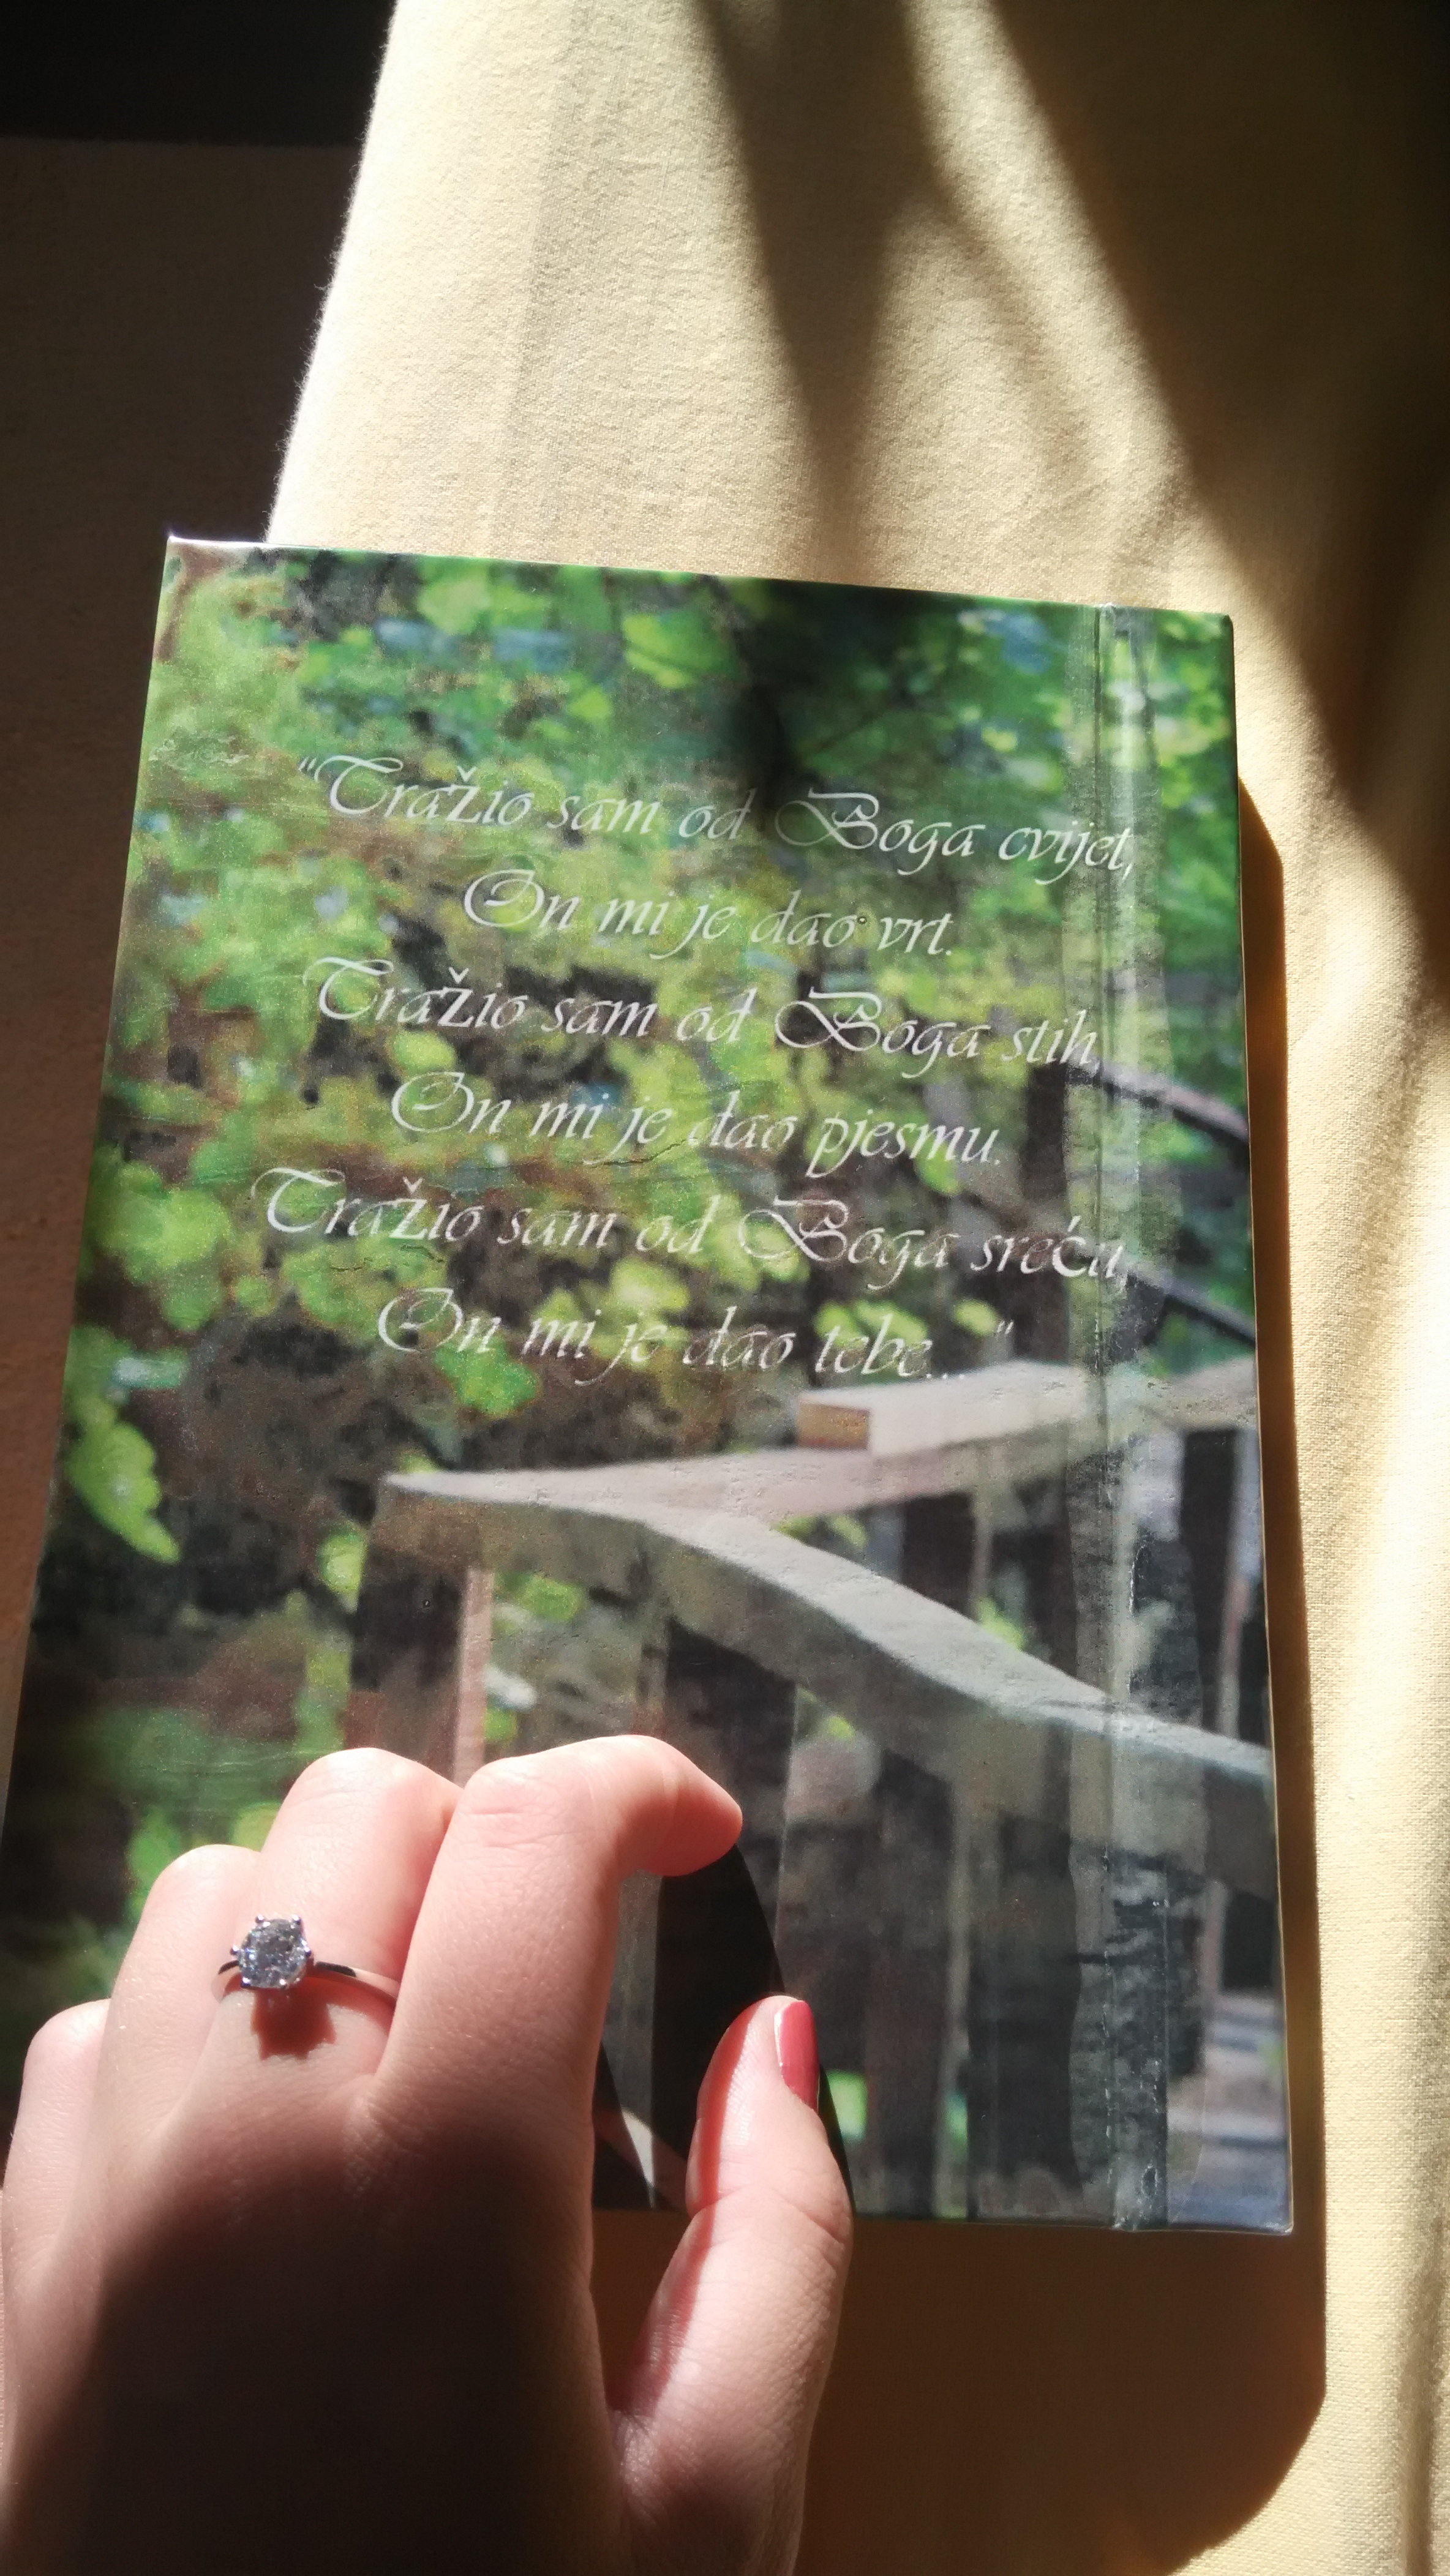 "Tražio sam od Boga cvijet,
On mi je dao vrt.
Tražio sam od Boga stih,
On mi je dao pjesmu.
Tražio sam od Boga sreću,
On mi je dao tebe..."